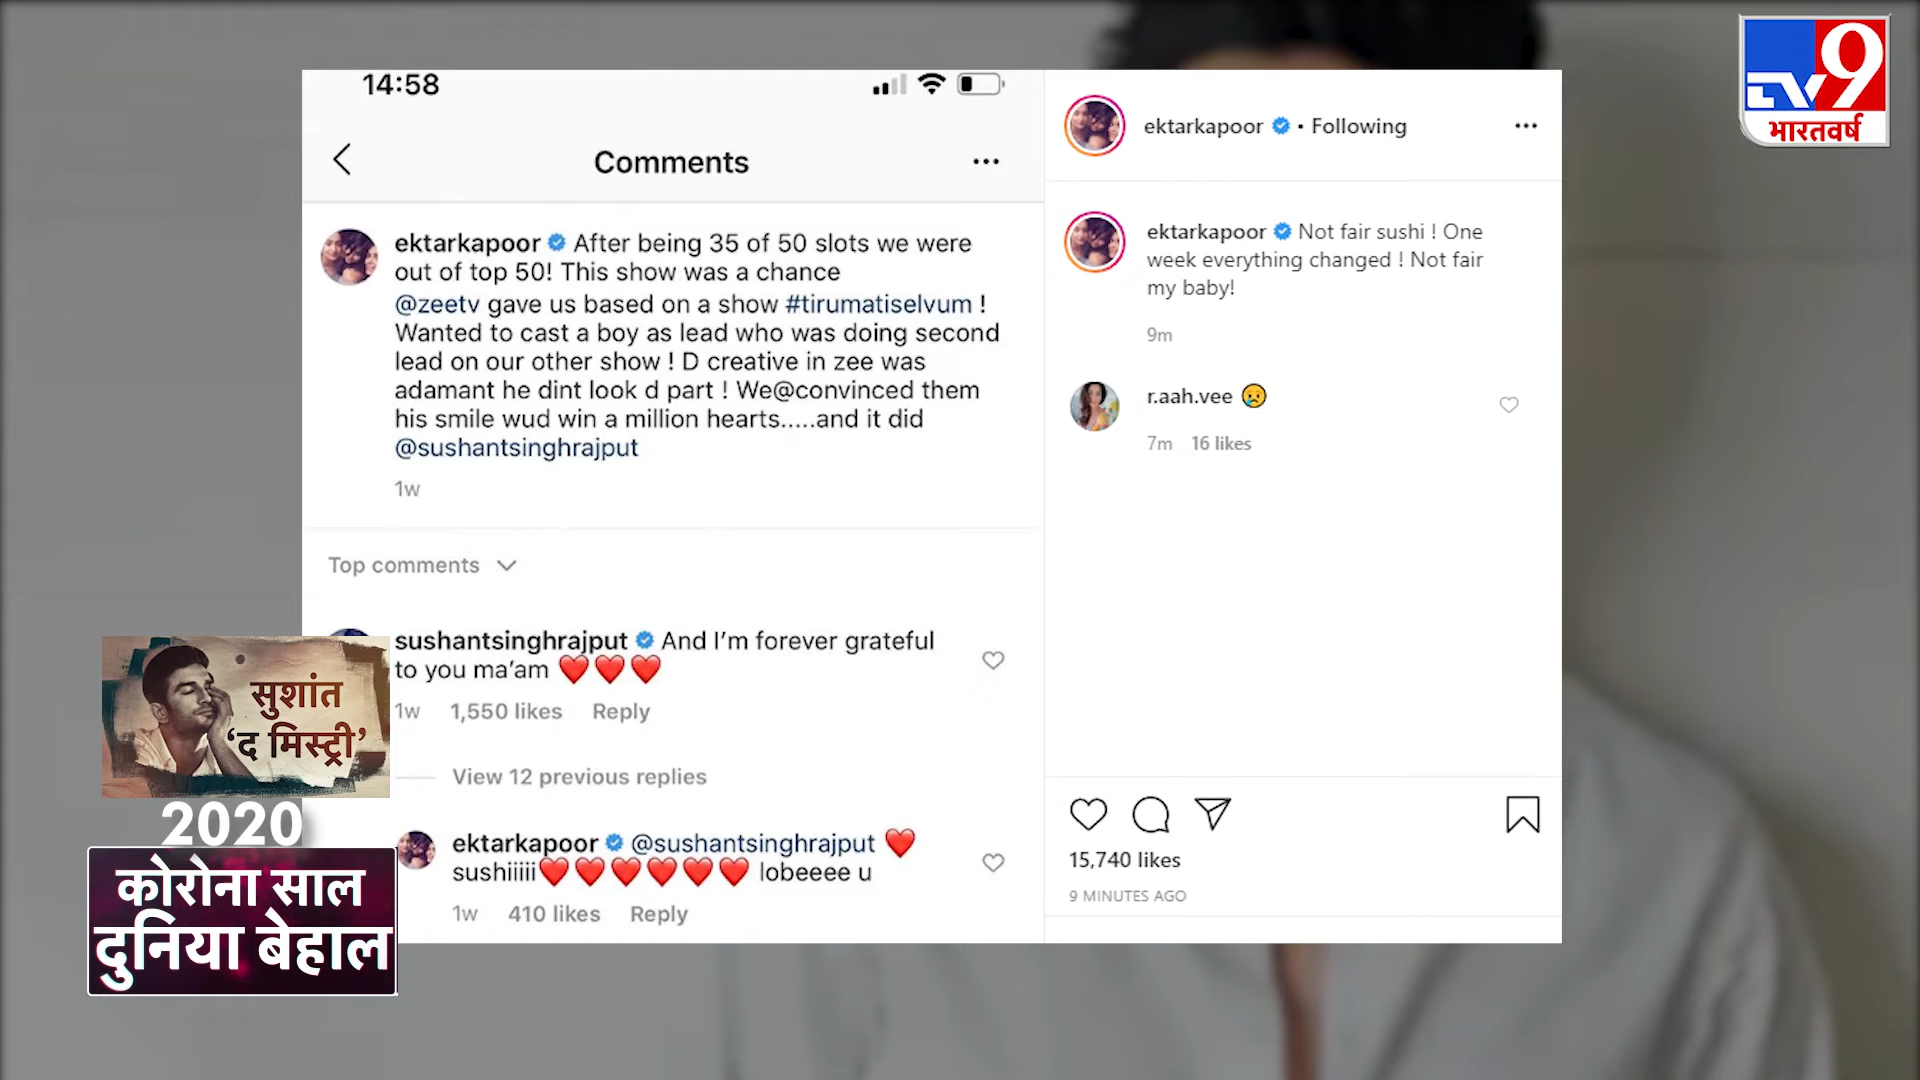 14:58
Comments
ektarkapoor After being 35 of 50 slots we were
out of top 50! This show was a chance
@zeetv gave us based on a show #tirumatiselvum !
Wanted to cast a boy as lead who was doing second
lead on our other show ! D creative in zee was
adamant he dint look d part ! We@convinced them
his smile wud win a million hearts.....and it did
@sushantsinghrajput
1w
Top comments
sushantsinghrajput And I'm forever grateful
to you ma'am ❤️❤️❤️
1w 1,550 likes Reply
View 12 previous replies
ektarkapoor @sushantsinghrajput ❤️
sushiiiii❤️❤️❤️❤️❤️❤️ lobeeee u
1w 410 likes Reply
ektarkapoor • Following
ektarkapoor Not fair sushi ! One
week everything changed ! Not fair
my baby!
9m
r.aah.vee 😥
7m 16 likes
15,740 likes
9 MINUTES AGO
TV9
भारतवर्ष
सुशांत
‘द मिस्ट्री’
2020
कोरोना साल
दुनिया बेहाल